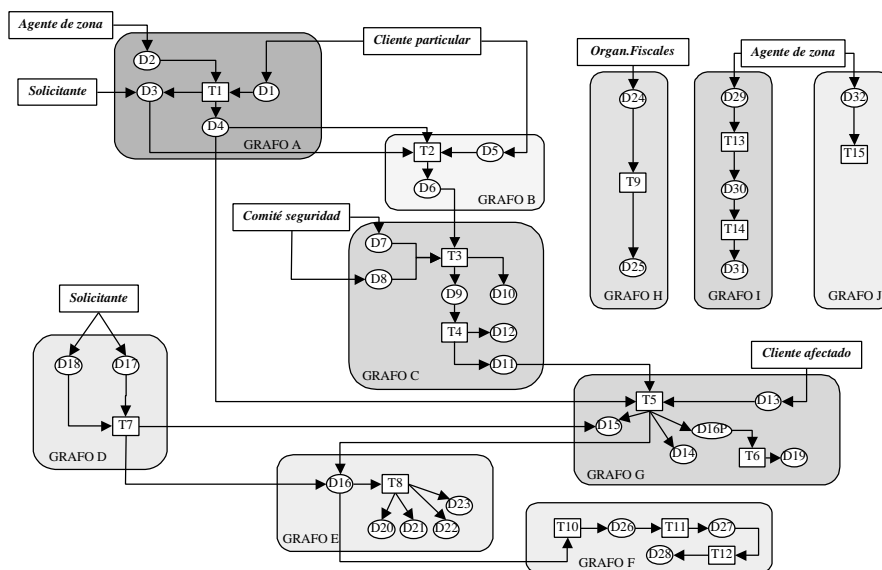 Agente de zona
Cliente particular
Organ.Fiscales
Agente de zona
D2
Solicitante
D3
T1
D1
D24
D29
D32
D4
GRAFO A
T2
D5
T13
T15
D6
GRAFO B
T9
D30
Comité seguridad
D7
T3
T14
D8
D25
D31
D9
D10
GRAFO H
GRAFO I
GRAFO J
Solicitante
T4
D12
D18
D17
GRAFO C
D11
Cliente afectado
T5
D13
T7
D15
D16P
GRAFO D
D14
T6
D19
GRAFO G
D16
T8
D23
D20
D21
D22
GRAFO E
T10
D26
T11
D27
D28
T12
GRAFO F